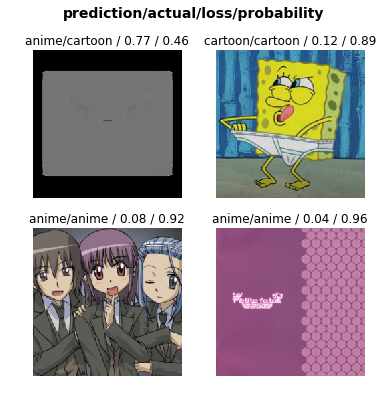 prediction/actual/loss/probability
anime/cartoon / 0.77 / 0.46
cartoon/cartoon / 0.12 / 0.89
anime/anime / 0.08 / 0.92
anime/anime / 0.04 / 0.96